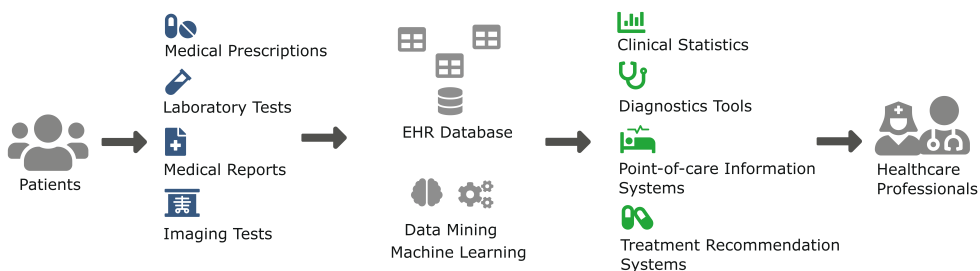 Patients
Medical Prescriptions
Laboratory Tests
Medical Reports
Imaging Tests
EHR Database
Data Mining
Machine Learning
Clinical Statistics
Diagnostics Tools
Point-of-care Information
Systems
Treatment Recommendation
Systems
Healthcare
Professionals